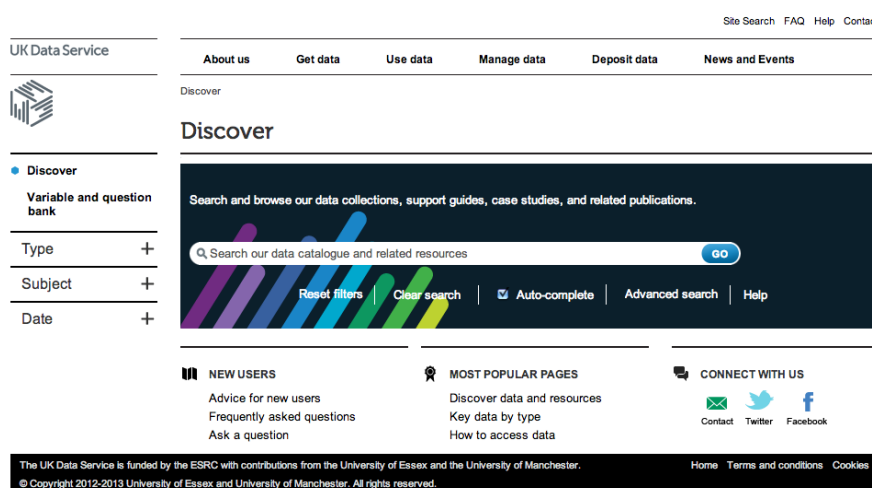 Site Search FAQ Help
UK Data Service
About us Get data Use data Manage data Deposit data News and Events
Discover
Discover
Discover
Variable and question
bank
Type +
Subject +
Date +
Search and browse our data collections, support guides, case studies, and related publications.
Search our data catalogue and related resources GO
Reset filters Clear search Auto-complete Advanced search Help
NEW USERS
Advice for new users
Frequently asked questions
Ask a question
MOST POPULAR PAGES
Discover data and resources
Key data by type
How to access data
CONNECT WITH US
Contact Twitter Facebook
The UK Data Service is funded by the ESRC with contributions from the University of Essex and the University of Manchester.
Home Terms and conditions Cookies
© Copyright 2012-2013 University of Essex and University of Manchester. All rights reserved.